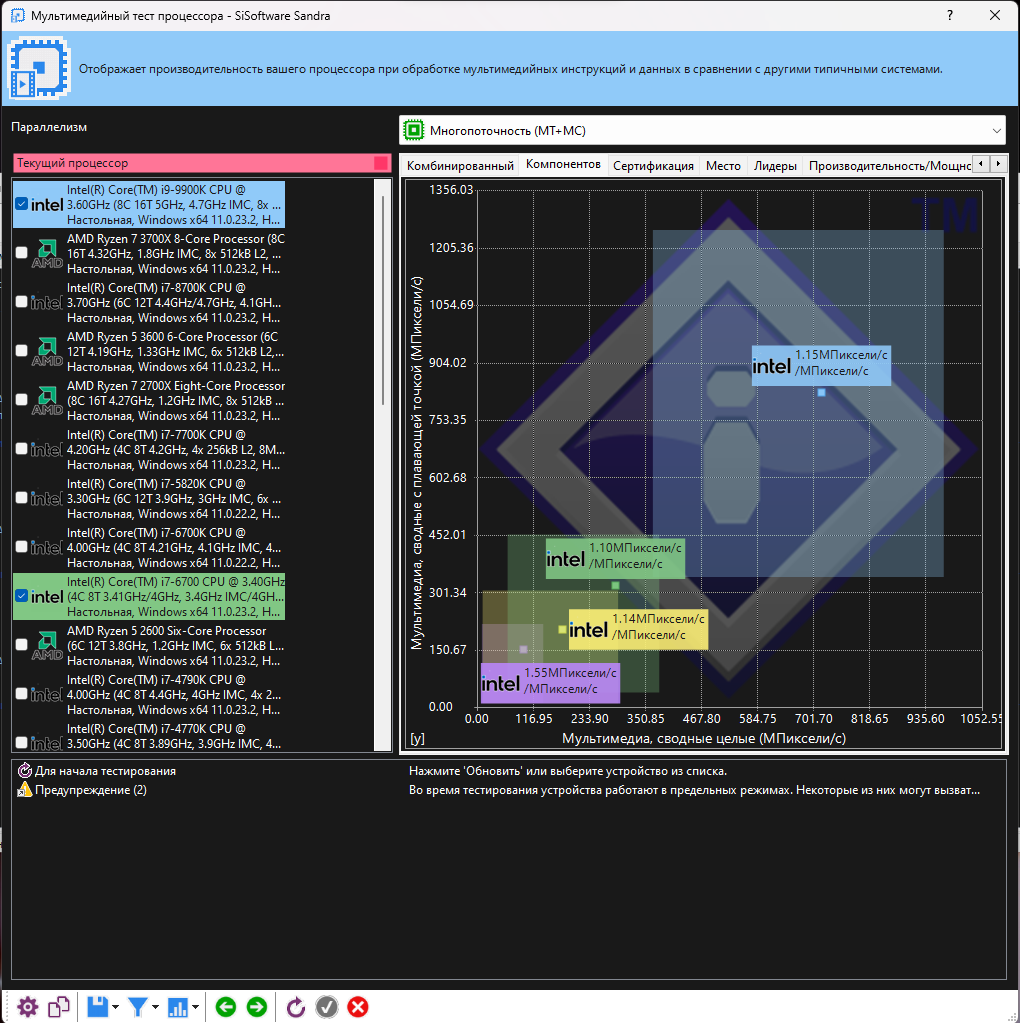 Мультимедийный тест процессора - SiSoftware Sandra
?
Отображает производительность вашего процессора при обработке мультимедийных инструкций и данных в сравнении с другими типичными системами.
Параллелизм
Многопоточность (МТ+МС)
Текущий процессор
Комбинированный
Компонентов
Сертификация
Место
Лидеры
Производительность/Мощнс
intel
Intel(R) Core(TM) i9-9900K CPU @
3.60GHz (8C 16T 5GHz, 4.7GHz IMC, 8x ...
Настольная, Windows x64 11.0.23.2, H...
AMD
AMD Ryzen 7 3700X 8-Core Processor (8C
16T 4.32GHz, 1.8GHz IMC, 8x 512kB L2, ...
Настольная, Windows x64 11.0.23.2, H...
intel
Intel(R) Core(TM) i7-8700K CPU @
3.70GHz (6C 12T 4.4GHz/4.7GHz, 4.1GH...
Настольная, Windows x64 11.0.23.2, H...
AMD
AMD Ryzen 5 3600 6-Core Processor (6C
12T 4.19GHz, 1.33GHz IMC, 6x 512kB L2,...
Настольная, Windows x64 11.0.23.2, H...
AMD
AMD Ryzen 7 2700X Eight-Core Processor
(8C 16T 4.27GHz, 1.2GHz IMC, 8x 512kB ...
Настольная, Windows x64 11.0.23.2, H...
intel
Intel(R) Core(TM) i7-7700K CPU @
4.20GHz (4C 8T 4.2GHz, 4x 256kB L2, 8M...
Настольная, Windows x64 11.0.23.2, H...
intel
Intel(R) Core(TM) i7-5820K CPU @
3.30GHz (6C 12T 3.9GHz, 3GHz IMC, 6x ...
Настольная, Windows x64 11.0.22.2, H...
intel
Intel(R) Core(TM) i7-6700K CPU @
4.00GHz (4C 8T 4.21GHz, 4.1GHz IMC, 4...
Настольная, Windows x64 11.0.22.2, H...
intel
Intel(R) Core(TM) i7-6700 CPU @ 3.40GHz
(4C 8T 3.41GHz/4GHz, 3.4GHz IMC/4GH...
Настольная, Windows x64 11.0.23.2, H...
AMD
AMD Ryzen 5 2600 Six-Core Processor
(6C 12T 3.8GHz, 1.2GHz IMC, 6x 512kB L...
Настольная, Windows x64 11.0.23.2, H...
intel
Intel(R) Core(TM) i7-4790K CPU @
4.00GHz (4C 8T 4.4GHz, 4GHz IMC, 4x 2...
Настольная, Windows x64 11.0.23.2, H...
intel
Intel(R) Core(TM) i7-4770K CPU @
3.50GHz (4C 8T 3.89GHz, 3.9GHz IMC, 4...
Мультимедиа, сводные с плавающей точкой (МПиксели/с)
1356.03
1205.36
1054.69
904.02
753.35
602.68
452.01
301.34
150.67
0.00
TM
intel
1.15МПиксели/с
/МПиксели/с
intel
1.10МПиксели/с
/МПиксели/с
intel
1.14МПиксели/с
/МПиксели/с
intel
1.55МПиксели/с
/МПиксели/с
0.00 116.95 233.90 350.85 467.80 584.75 701.70 818.65 935.60 1052.55
[y]
Мультимедиа, сводные целые (МПиксели/с)
Для начала тестирования
Нажмите 'Обновить' или выберите устройство из списка.
Предупреждение (2)
Во время тестирования устройства работают в предельных режимах. Некоторые из них могут вызват...